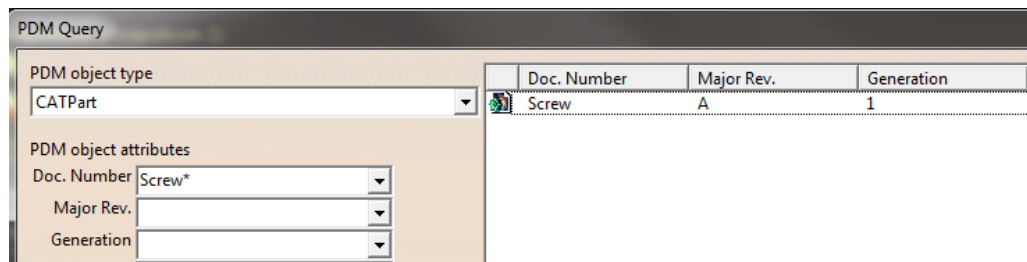 PDM Query
PDM object type
CATPart
PDM object attributes
Doc. Number Screw*
Major Rev.
Generation
Doc. Number Major Rev. Generation
Screw A 1